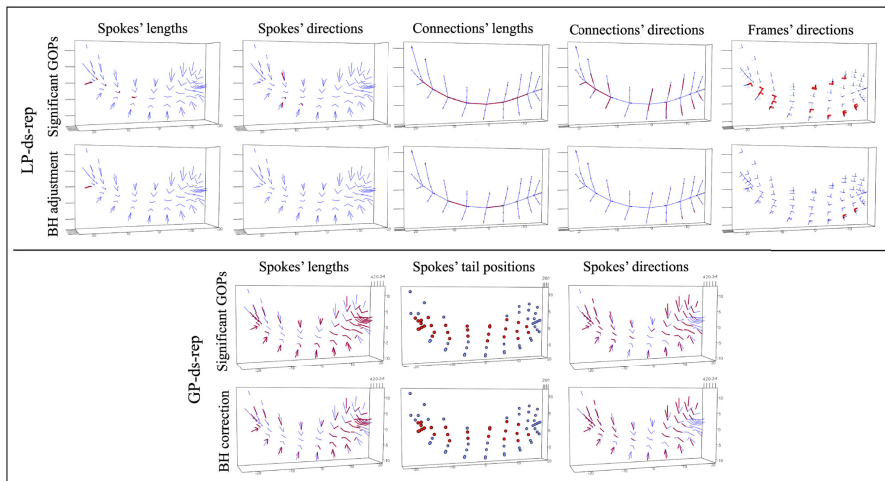 Spokes' lengths
Spokes' directions
Connections' lengths
Connections' directions
Frames' directions
LP-ds-rep
Significant GOPs
BH adjustment
Spokes' lengths
Spokes' tail positions
Spokes' directions
GP-ds-rep
Significant GOPs
BH correction